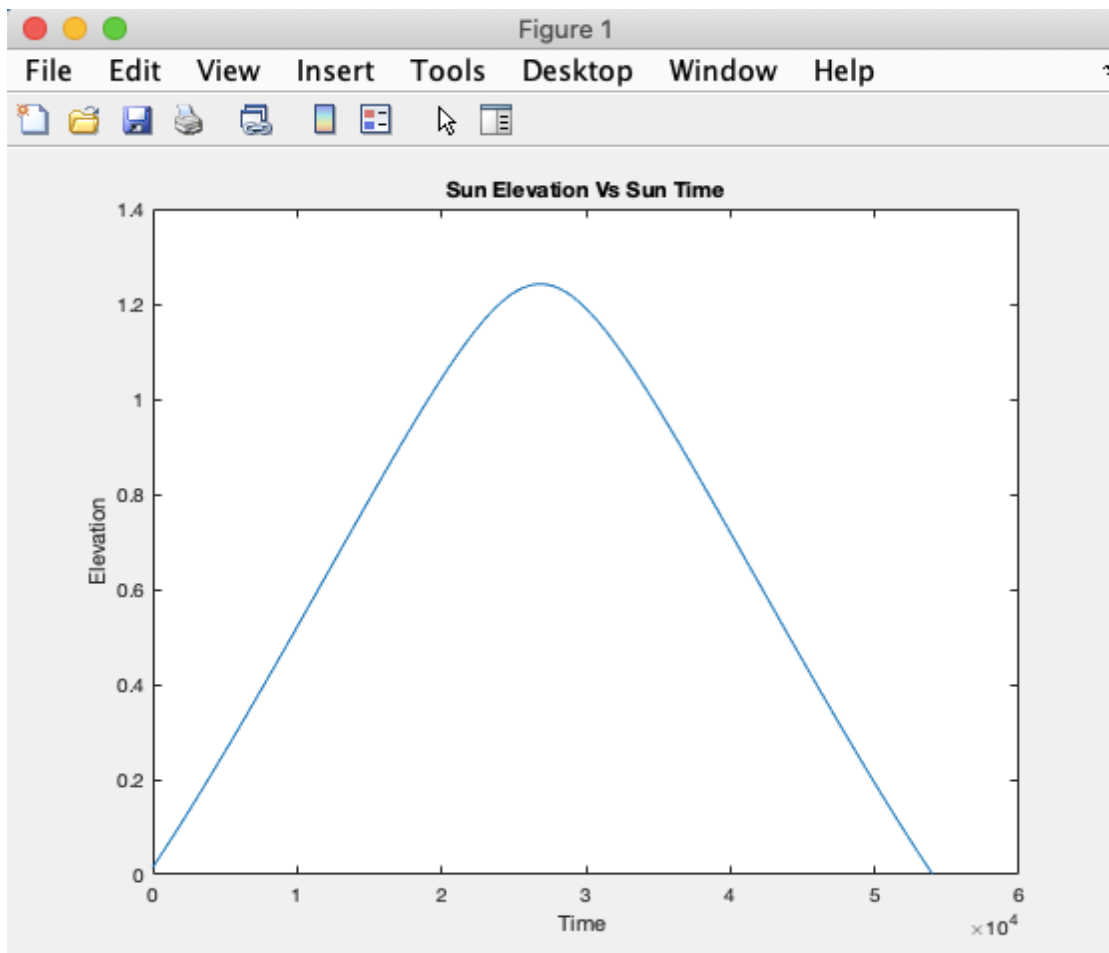 Figure 1
File Edit View Insert Tools Desktop Window Help
Sun Elevation Vs Sun Time
1.4
1.2
1
0.8
0.6
0.4
0.2
0
Elevation
0 1 2 3 4 5 6
Time
×10⁴